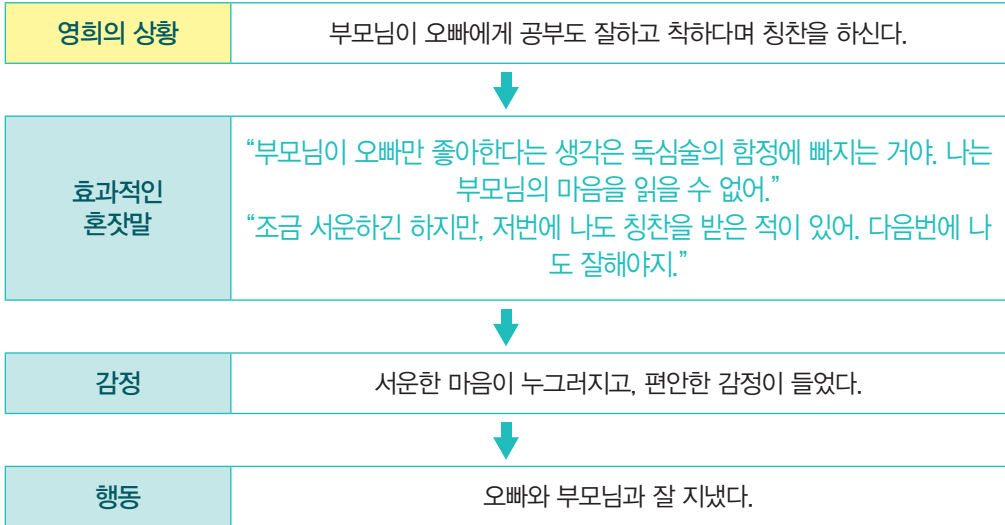 영희의 상황
부모님이 오빠에게 공부도 잘하고 착하다며 칭찬을 하신다.
효과적인
혼잣말
“부모님이 오빠만 좋아한다는 생각은 독심술의 함정에 빠지는 거야. 나는
부모님의 마음을 읽을 수 없어.”
“조금 서운하긴 하지만, 저번에 나도 칭찬을 받은 적이 있어. 다음번에 나
도 잘해야지.”
감정
서운한 마음이 누그러지고, 편안한 감정이 들었다.
행동
오빠와 부모님과 잘 지냈다.